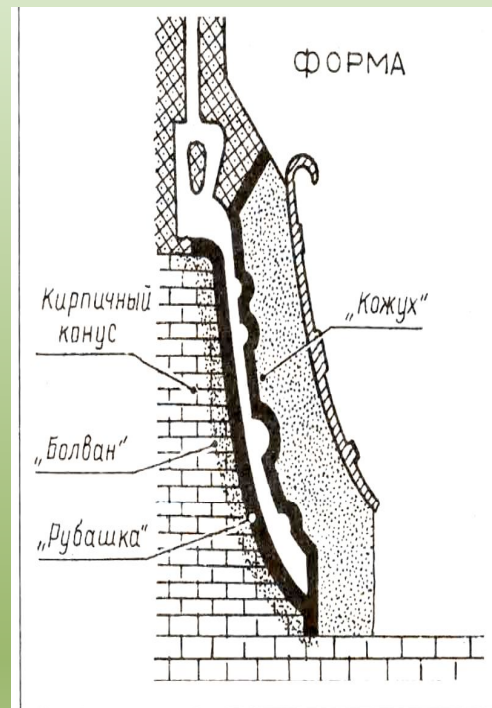 ФОРМА
Кирпичный
конус
„Кожух"
„Болван"
„Рубашка"